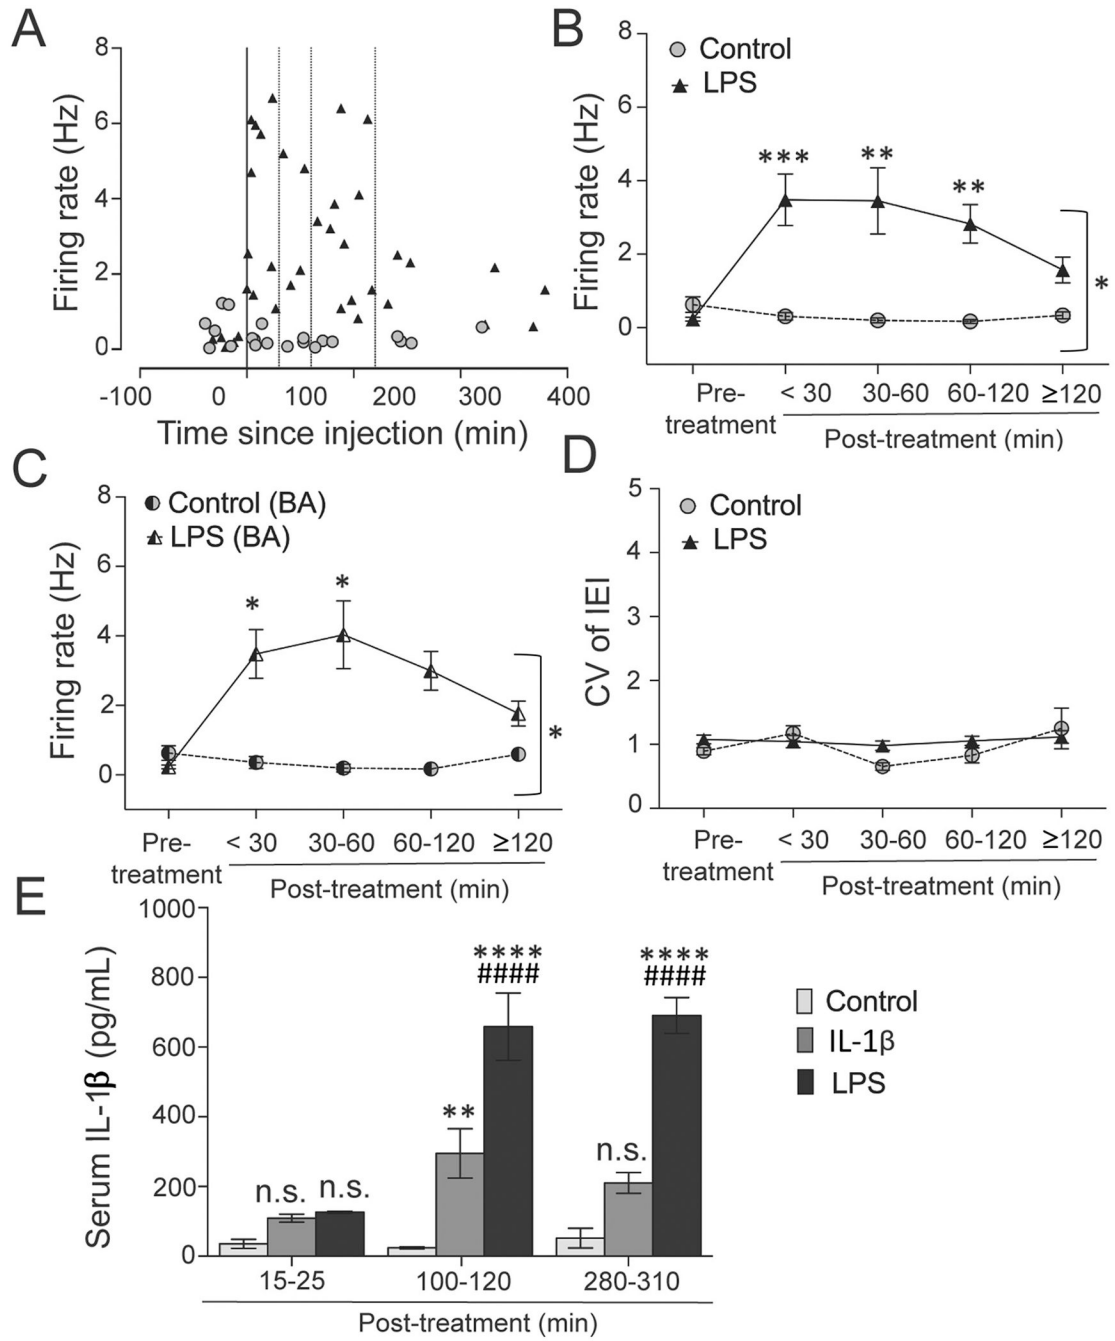 A
8
6
4
2
0
Firing rate (Hz)
-100 0 100 200 300 400
Time since injection (min)
B
Control
LPS
8
6
4
2
0
Firing rate (Hz)
***
**
**
*
Pre-treatment
< 30 30-60 60-120 ≥120
Post-treatment (min)
C
Control (BA)
LPS (BA)
8
6
4
2
0
Firing rate (Hz)
*
*
*
Pre-treatment
< 30 30-60 60-120 ≥120
Post-treatment (min)
D
Control
LPS
5
4
3
2
1
0
CV of IEI
Pre-treatment
< 30 30-60 60-120 ≥120
Post-treatment (min)
E
1000
800
600
400
200
0
Serum IL-1β (pg/mL)
n.s. n.s.
**
****
####
n.s.
****
####
Control
IL-1β
LPS
15-25 100-120 280-310
Post-treatment (min)